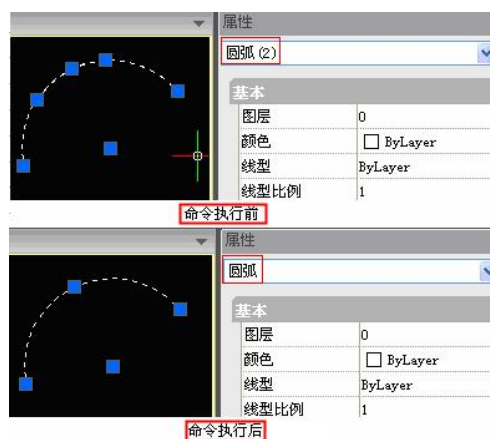 属性
圆弧(2)
基本
图层 0
颜色 ByLayer
线型 ByLayer
线型比例 1
命令执行前
属性
圆弧
基本
图层 0
颜色 ByLayer
线型 ByLayer
线型比例 1
命令执行后